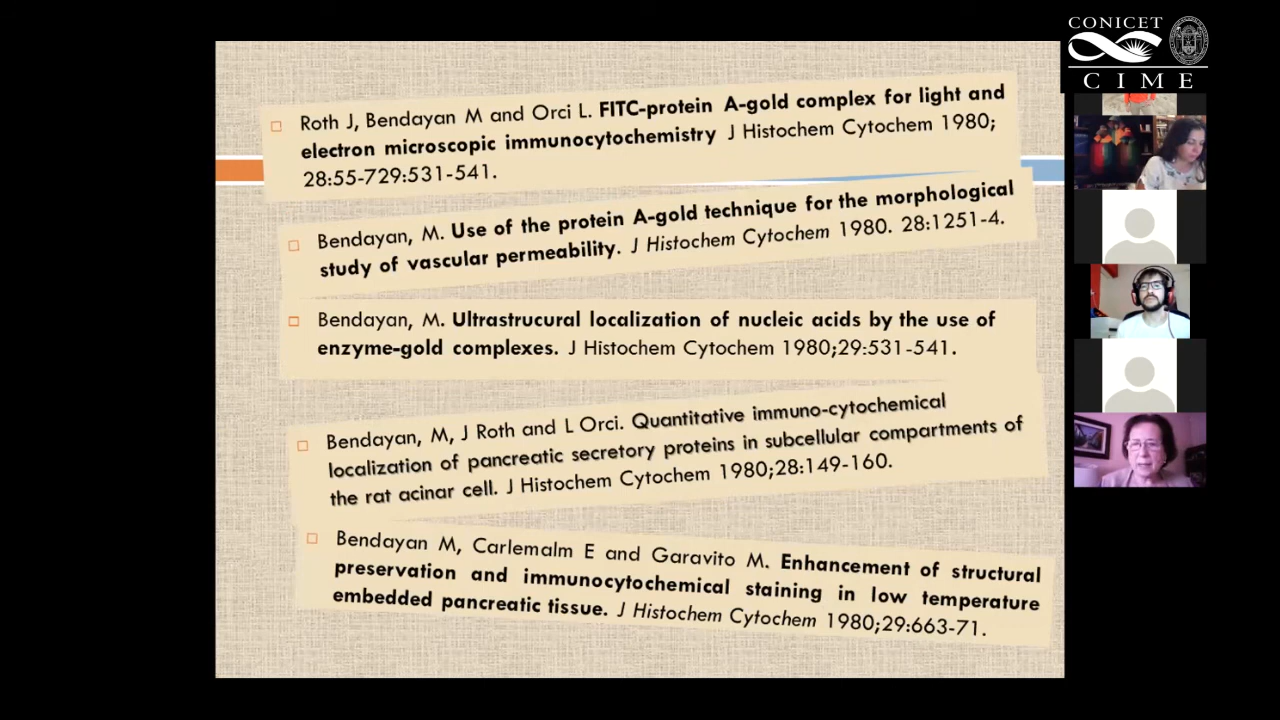 CONICET
CIME
Roth J, Bendayan M and Orci L. FITC-protein A-gold complex for light and
electron microscopic immunocytochemistry J Histochem Cytochem 1980;
28:55-729:531-541.
Bendayan, M. Use of the protein A-gold technique for the morphological
study of vascular permeability. J Histochem Cytochem 1980. 28:1251-4.
Bendayan, M. Ultrastrucural localization of nucleic acids by the use of
enzyme-gold complexes. J Histochem Cytochem 1980;29:531-541.
Bendayan, M, J Roth and L Orci. Quantitative immuno-cytochemical
localization of pancreatic secretory proteins in subcellular compartments of
the rat acinar cell. J Histochem Cytochem 1980;28:149-160.
Bendayan M, Carlemalm E and Garavito M. Enhancement of structural
preservation and immunocytochemical staining in low temperature
embedded pancreatic tissue. J Histochem Cytochem 1980;29:663-71.